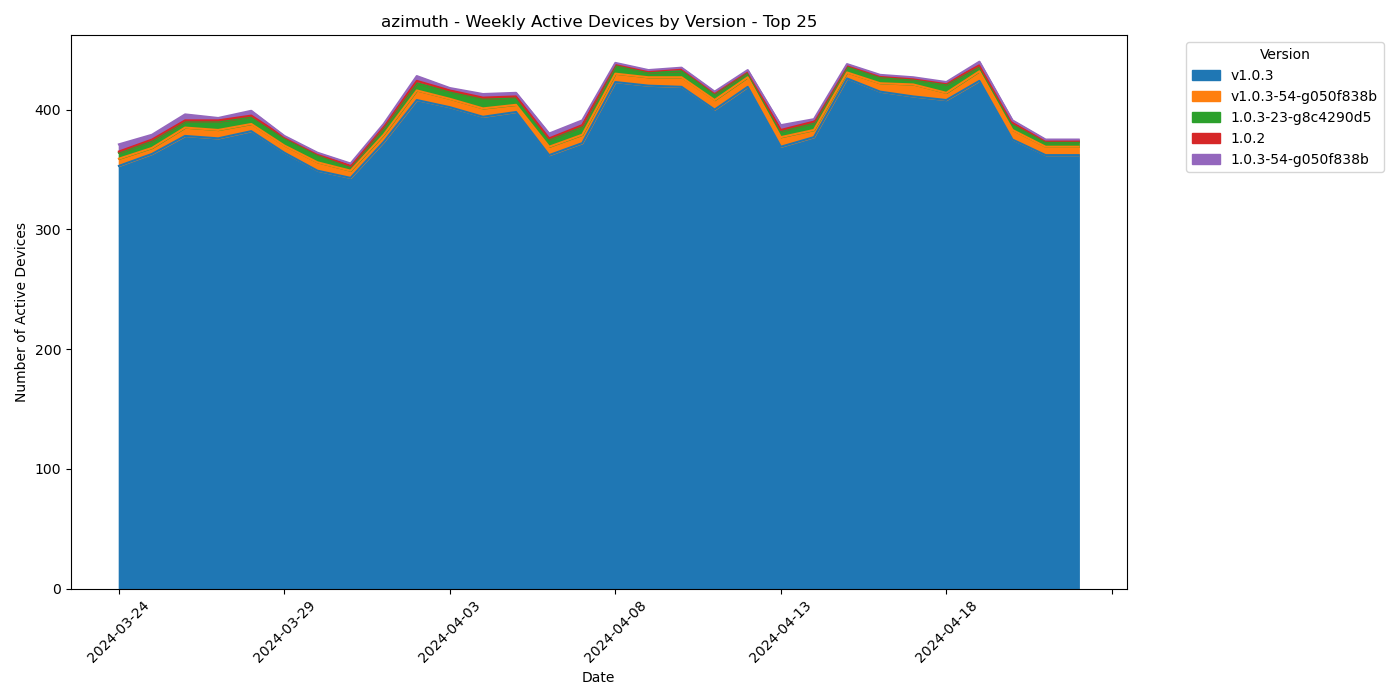 azimuth - Weekly Active Devices by Version - Top 25
Version
v1.0.3
v1.0.3-54-g050f838b
1.0.3-23-g8c4290d5
1.0.2
1.0.3-54-g050f838b
Number of Active Devices
400
300
200
100
0
2024-03-24
2024-03-29
2024-04-03
2024-04-08
2024-04-13
2024-04-18
Date